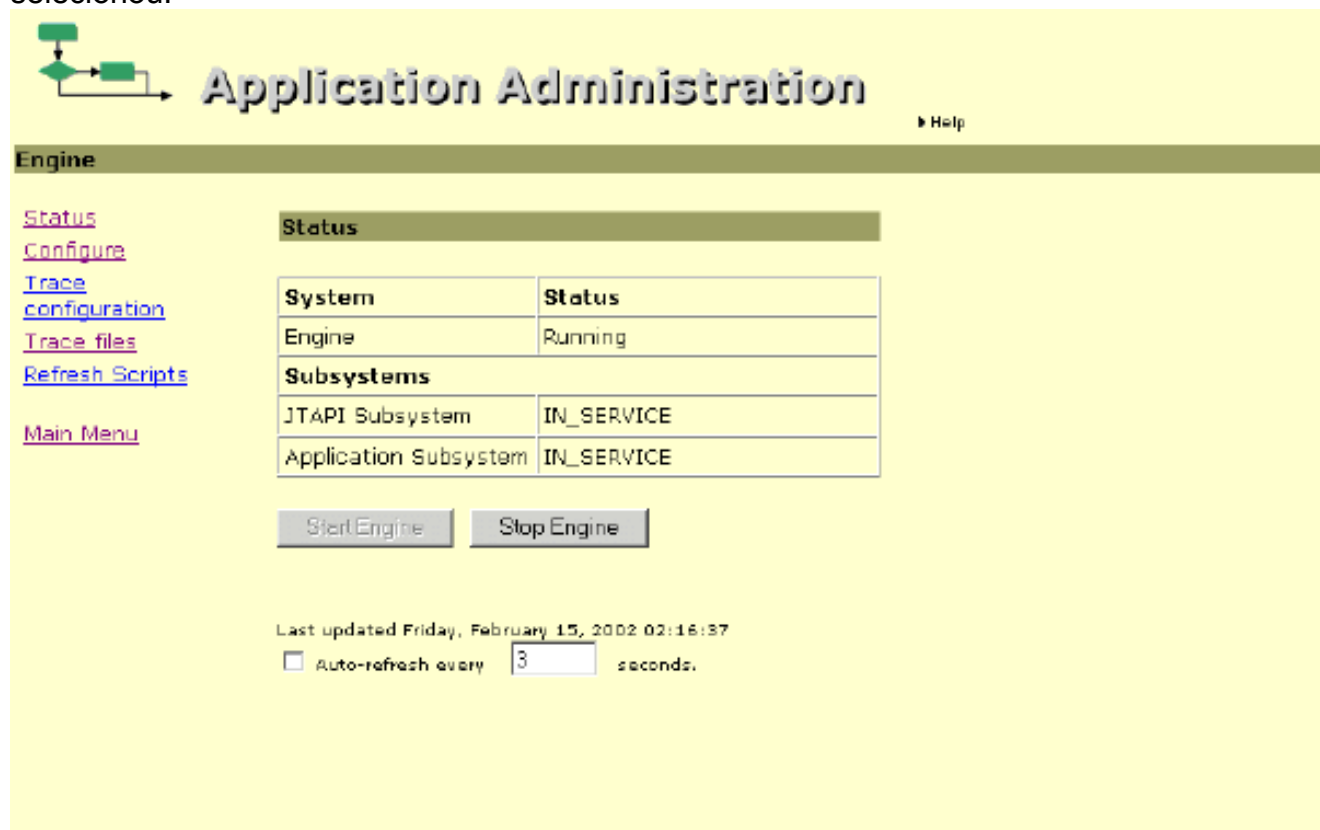 selecionou.
Application Administration
Help
Engine
Status
Configure
Trace
configuration
Trace files
Refresh Scripts
Main Menu
Status
System Status
Engine Running
Subsystems
JTAPI Subsystem IN_SERVICE
Application Subsystem IN_SERVICE
Start Engine Stop Engine
Last updated Friday, February 15, 2002 02:16:37
Auto-refresh every 3 seconds.